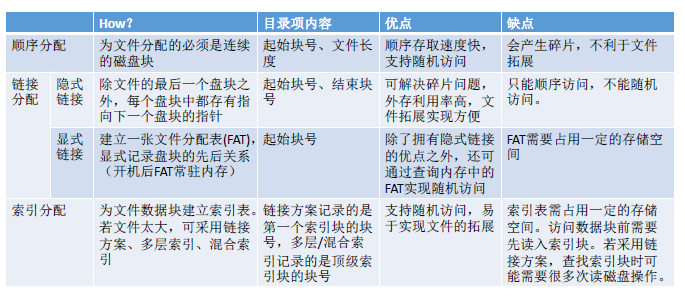 How? 目录项内容 优点 缺点
顺序分配 为文件分配的必须是连续的磁盘块 起始块号、文件长度 顺序存取速度快，支持随机访问 会产生碎片，不利于文件拓展
链接分配 隐式链接 除文件的最后一个盘块之外，每个盘块中都存有指向下一个盘块的指针 起始块号、结束块号 可解决碎片问题，外存利用率高，文件拓展实现方便 只能顺序访问，不能随机访问。
显式链接 建立一张文件分配表(FAT)，显式记录盘块的先后关系（开机后FAT常驻内存） 起始块号 除了拥有隐式链接的优点之外，还可通过查询内存中的FAT实现随机访问 FAT需要占用一定的存储空间
索引分配 为文件数据块建立索引表。若文件太大，可采用链接方案、多层索引、混合索引 链接方案记录的是第一个索引块的块号，多层/混合索引记录的是顶级索引块的块号 支持随机访问，易于实现文件的拓展 索引表需占用一定的存储空间。访问数据块前需要先读入索引块。若采用链接方案，查找索引块时可能需要很多次读磁盘操作。